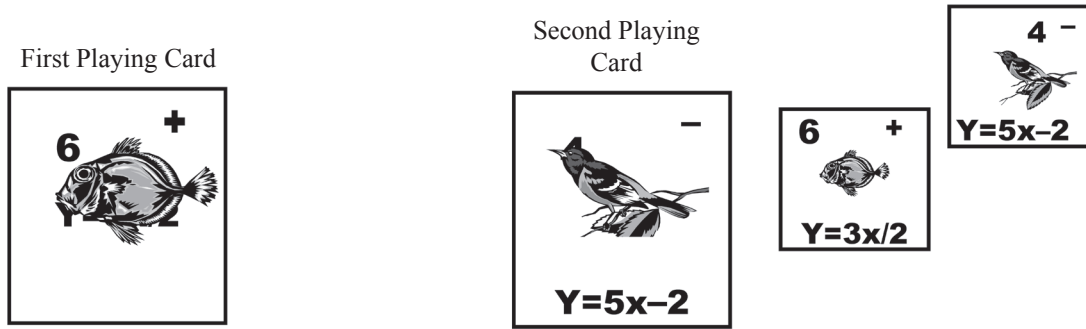 First Playing Card
+
6
Second Playing
Card
–
Y=5x–2
6 +
Y=3x/2
4 –
Y=5x–2